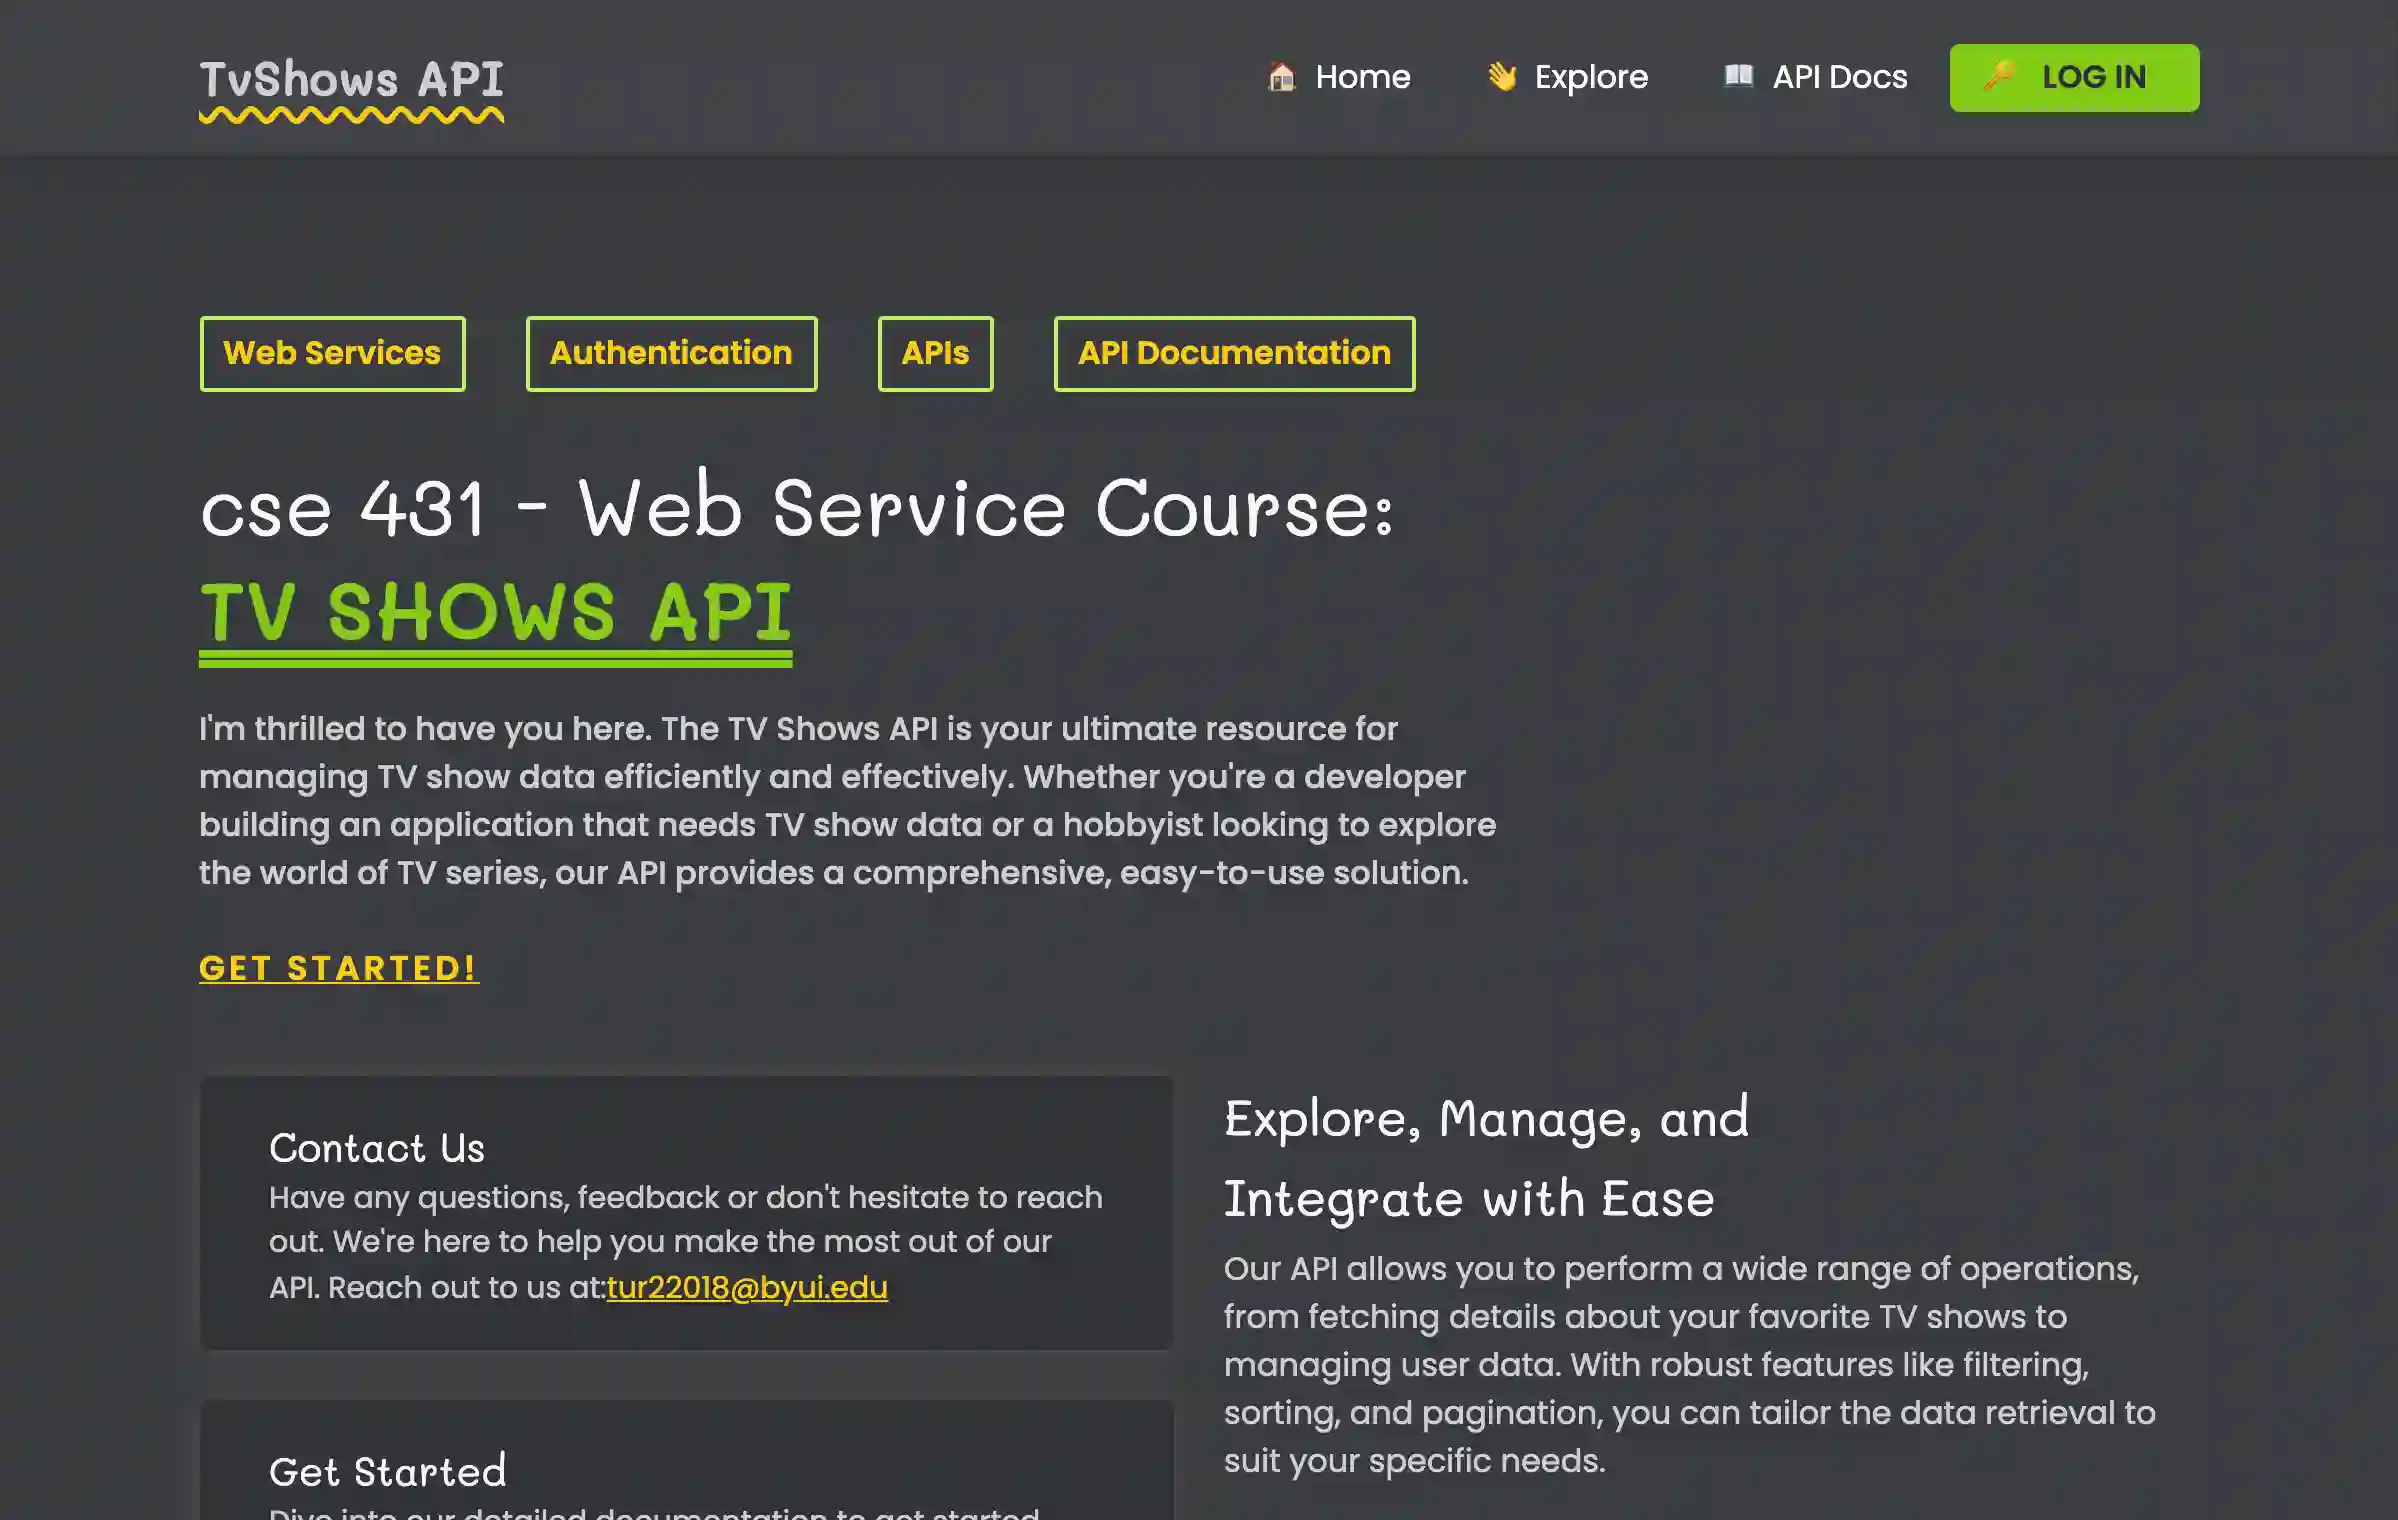 TvShows API
Home
Explore
API Docs
LOG IN
Web Services
Authentication
APIs
API Documentation
cse 431 - Web Service Course:
TV SHOWS API
I'm thrilled to have you here. The TV Shows API is your ultimate resource for
managing TV show data efficiently and effectively. Whether you're a developer
building an application that needs TV show data or a hobbyist looking to explore
the world of TV series, our API provides a comprehensive, easy-to-use solution.
GET STARTED!
Contact Us
Have any questions, feedback or don't hesitate to reach
out. We're here to help you make the most out of our
API. Reach out to us at:tur22018@byui.edu
Get Started
Dive into our detailed documentation to get started
Explore, Manage, and
Integrate with Ease
Our API allows you to perform a wide range of operations,
from fetching details about your favorite TV shows to
managing user data. With robust features like filtering,
sorting, and pagination, you can tailor the data retrieval to
suit your specific needs.